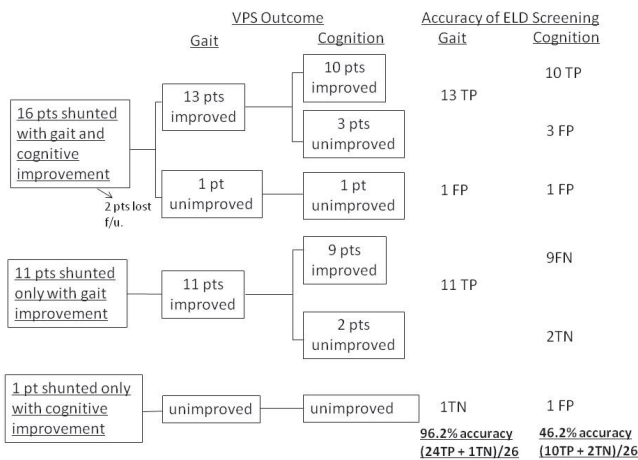 VPS Outcome
Accuracy of ELD Screening
Gait
Cognition
Gait
Cognition
16 pts shunted
with gait and
cognitive
improvement
2 pts lost
f/u.
13 pts
improved
10 pts
improved
3 pts
unimproved
13 TP
10 TP
3 FP
1 pt
unimproved
1 pt
unimproved
1 FP
1 FP
11 pts shunted
only with gait
improvement
11 pts
improved
9 pts
improved
2 pts
unimproved
11 TP
9FN
2TN
1 pt shunted only
with cognitive
improvement
unimproved
unimproved
1TN
1 FP
96.2% accuracy
(24TP + 1TN)/26
46.2% accuracy
(10TP + 2TN)/26